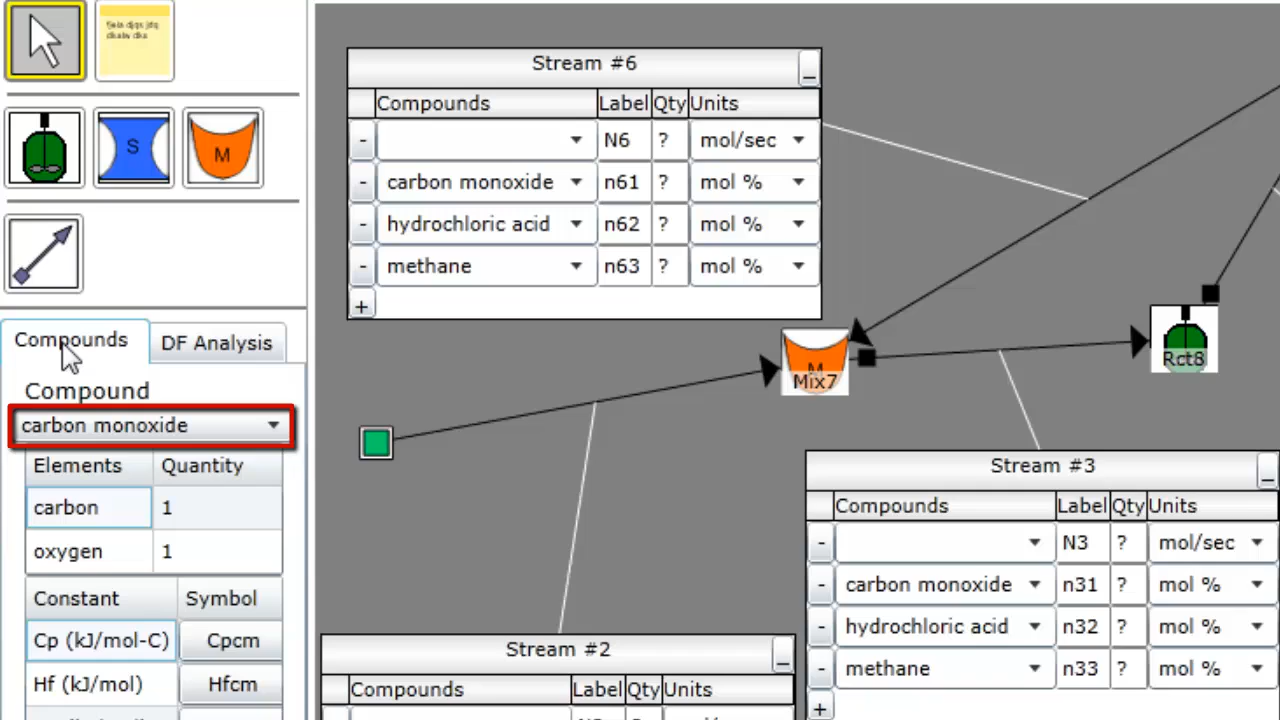 S
M
Compounds
DF Analysis
Compound
carbon monoxide
Elements Quantity
carbon 1
oxygen 1
Constant Symbol
Cp (kJ/mol-C) Cpcm
Hf (kJ/mol) Hfcm
Stream #6
_
Compounds Label Qty Units
- N6 ? mol/sec
- carbon monoxide n61 ? mol %
- hydrochloric acid n62 ? mol %
- methane n63 ? mol %
+
M
Mix7
Rct8
Stream #3
_
Compounds Label Qty Units
- N3 ? mol/sec
- carbon monoxide n31 ? mol %
- hydrochloric acid n32 ? mol %
- methane n33 ? mol %
+
Stream #2
_
Compounds Label Qty Units